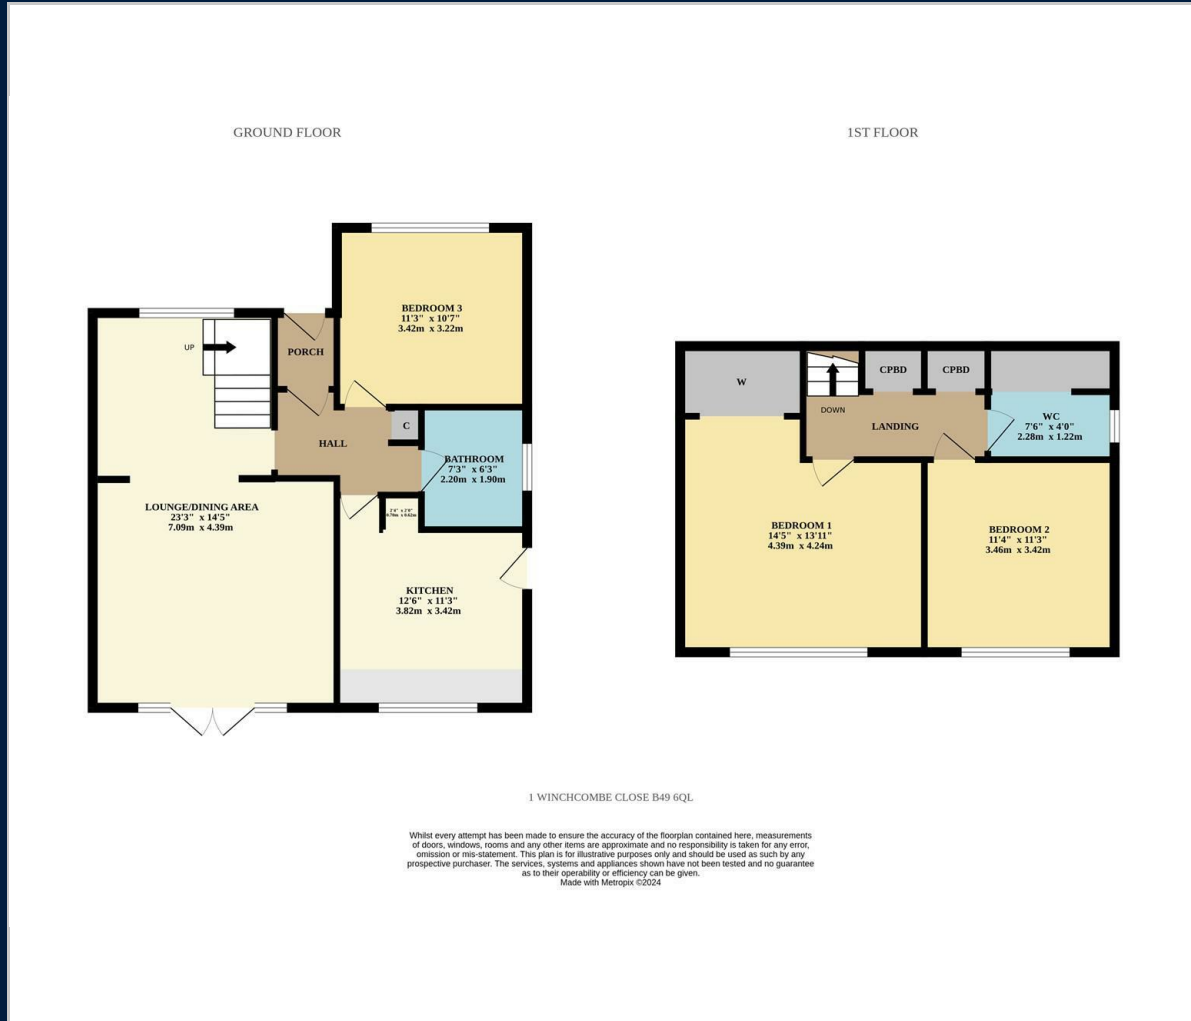 GROUND FLOOR
1ST FLOOR
BEDROOM 3
11'3" x 10'7"
3.42m x 3.22m
UP
PORCH
HALL
C
BATHROOM
7'3" x 6'3"
2.20m x 1.90m
LOUNGE/DINING AREA
23'3" x 14'5"
7.09m x 4.39m
KITCHEN
12'6" x 11'3"
3.82m x 3.42m
W
CPBD
CPBD
DOWN
LANDING
WC
7'6" x 4'0"
2.28m x 1.22m
BEDROOM 1
14'5" x 13'11"
4.39m x 4.24m
BEDROOM 2
11'4" x 11'3"
3.46m x 3.42m
1 WINCHCOMBE CLOSE B49 6QL
Whilst every attempt has been made to ensure the accuracy of the floorplan contained here, measurements
of doors, windows, rooms and any other items are approximate and no responsibility is taken for any error,
omission or mis-statement. This plan is for illustrative purposes only and should be used as such by any
prospective purchaser. The services, systems and appliances shown have not been tested and no guarantee
as to their operability or efficiency can be given.
Made with Metropix ©2024